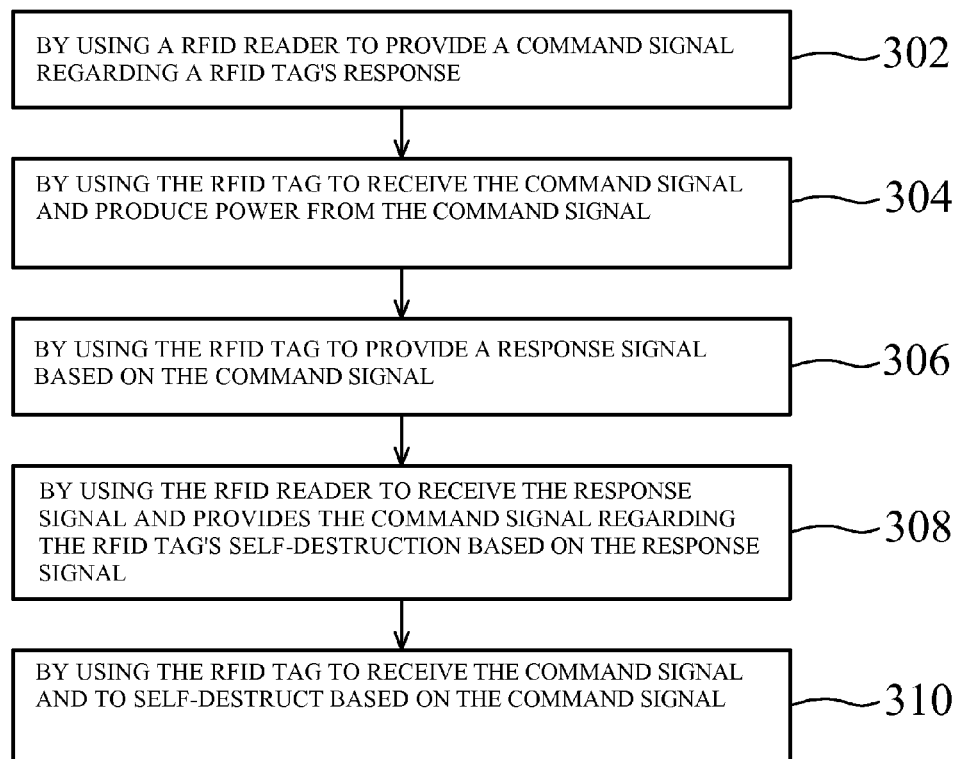 BY USING A RFID READER TO PROVIDE A COMMAND SIGNAL
REGARDING A RFID TAG'S RESPONSE
302
BY USING THE RFID TAG TO RECEIVE THE COMMAND SIGNAL
AND PRODUCE POWER FROM THE COMMAND SIGNAL
304
BY USING THE RFID TAG TO PROVIDE A RESPONSE SIGNAL
BASED ON THE COMMAND SIGNAL
306
BY USING THE RFID READER TO RECEIVE THE RESPONSE
SIGNAL AND PROVIDES THE COMMAND SIGNAL REGARDING
THE RFID TAG'S SELF-DESTRUCTION BASED ON THE RESPONSE
SIGNAL
308
BY USING THE RFID TAG TO RECEIVE THE COMMAND SIGNAL
AND TO SELF-DESTRUCT BASED ON THE COMMAND SIGNAL
310